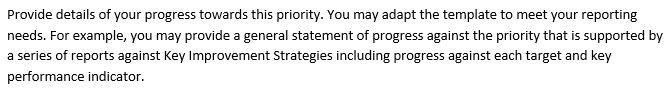 Provide details of your progress towards this priority. You may adapt the template to meet your reporting
needs. For example, you may provide a general statement of progress against the priority that is supported by
a series of reports against Key Improvement Strategies including progress against each target and key
performance indicator.